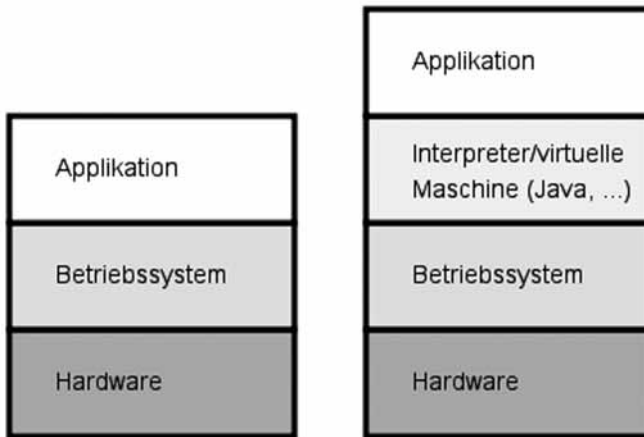 Applikation
Betriebssystem
Hardware
Applikation
Interpreter/virtuelle
Maschine (Java, ...)
Betriebssystem
Hardware